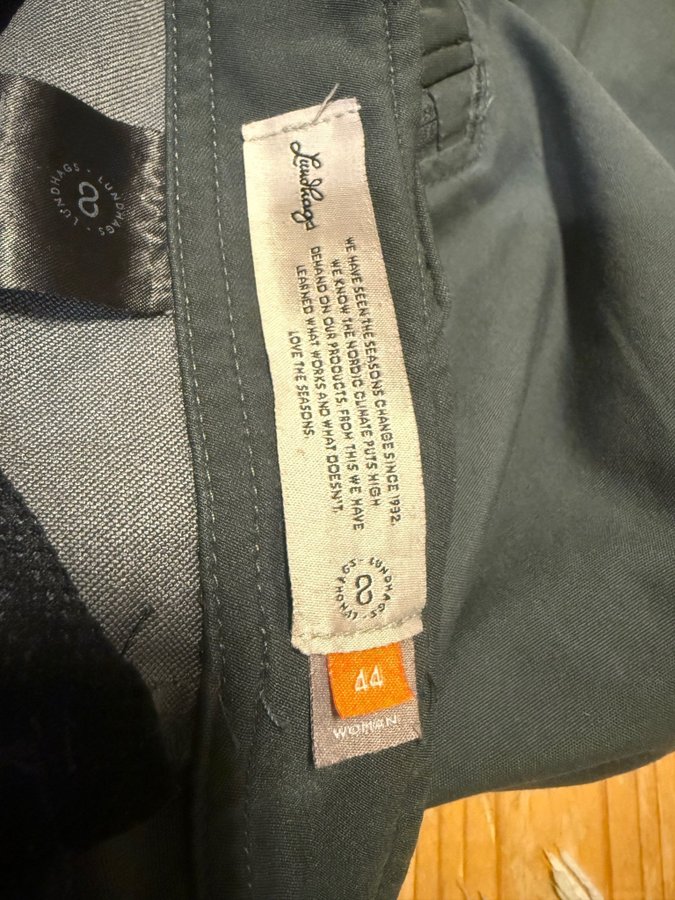 Lundhags
WE HAVE SEEN THE SEASONS CHANGE SINCE 1932.
WE KNOW THE NORDIC CLIMATE PUTS HIGH
DEMAND ON OUR PRODUCTS. FROM THIS WE HAVE
LEARNED WHAT WORKS AND WHAT DOESN'T.
LOVE THE SEASONS.
LUNDHAGS · LUNDHAGS ·
44
WOMAN
LUNDHAGS · LUNDHAGS ·